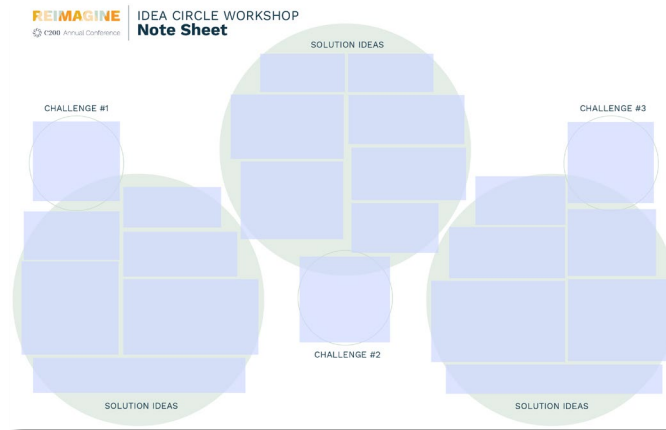 REIMAGINE
C200 Annual Conference
IDEA CIRCLE WORKSHOP
Note Sheet
SOLUTION IDEAS
CHALLENGE #1
CHALLENGE #3
CHALLENGE #2
SOLUTION IDEAS
SOLUTION IDEAS